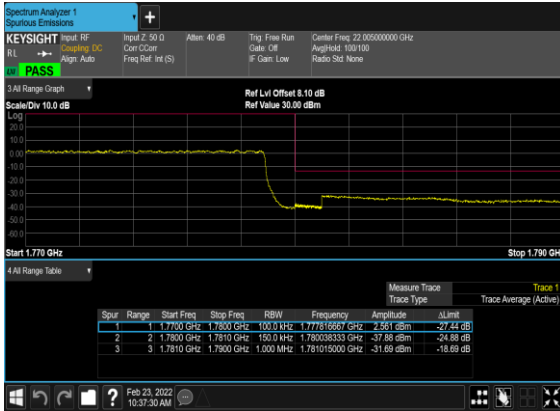 Spectrum Analyzer 1
Spurious Emissions
+
KEYSIGHT Input: RF Input Z: 50 Ω Atten: 40 dB Trig: Free Run Center Freq: 22.005000000 GHz
RL Coupling: DC Corr CCorr Gate: Off Avg|Hold: 100/100
Align: Auto Freq Ref: Int (S) IF Gain: Low Radio Std: None
PASS
3 All Range Graph
Ref Lvl Offset 8.10 dB
Scale/Div 10.0 dB Ref Value 30.00 dBm
Log
20.0
10.0
0.00
-10.0
-20.0
-30.0
-40.0
-50.0
-60.0
Start 1.770 GHz Stop 1.790 GH
4 All Range Table
Measure Trace Trace 1
Trace Type Trace Average (Active)
Spur Range Start Freq Stop Freq RBW Frequency Amplitude ΔLimit
1 1 1.7700 GHz 1.7800 GHz 100.0 kHz 1.777816667 GHz 2.561 dBm -27.44 dB
2 2 1.7800 GHz 1.7810 GHz 150.0 kHz 1.780038333 GHz -37.88 dBm -24.88 dB
3 3 1.7810 GHz 1.7900 GHz 1.000 MHz 1.781015000 GHz -31.69 dBm -18.69 dB
? Feb 23, 2022
10:37:30 AM